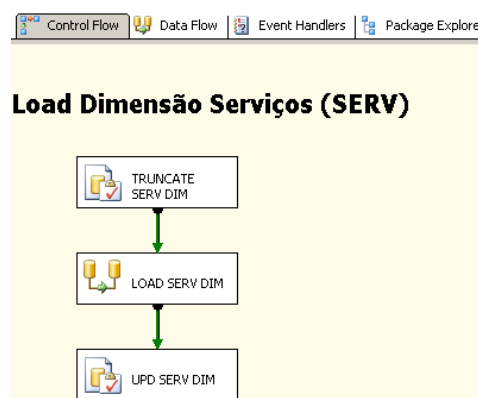 Control Flow
Data Flow
Event Handlers
Package Explore
Load Dimensão Serviços (SERV)
TRUNCATE
SERV DIM
LOAD SERV DIM
UPD SERV DIM